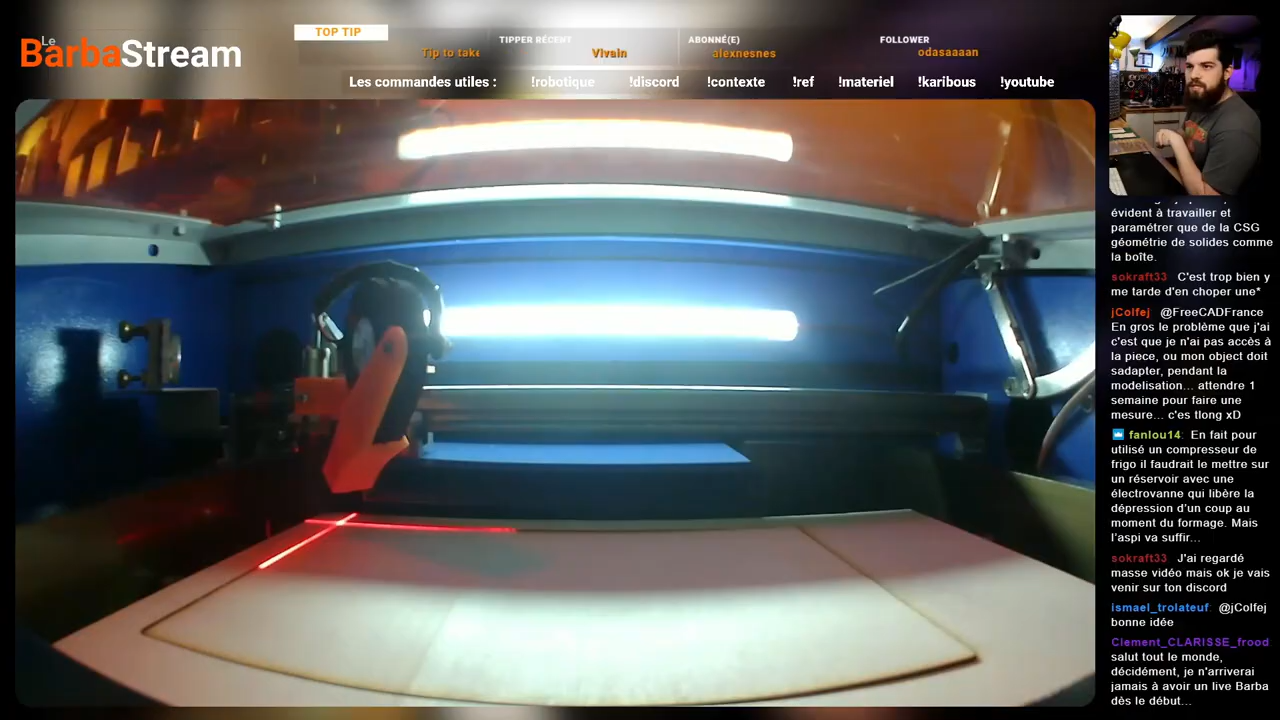 Le
BarbaStream
TOP TIP
Tip to take
TIPPER RÉCENT
Vivain
ABONNÉ(E)
alexnesnes
FOLLOWER
odasaaaan
Les commandes utiles : !robotique !discord !contexte !ref !materiel !karibous !youtube
évident à travailler et
paramétrer que de la CSG
géométrie de solides comme
la boîte.
sokraft33 C'est trop bien y
me tarde d'en choper une*
jColfej @FreeCADFrance
En gros le problème que j'ai
c'est que je n'ai pas accès à
la piece, ou mon object doit
sadapter, pendant la
modelisation... attendre 1
semaine pour faire une
mesure... c'es tlong xD
fanlou14: En fait pour
utilisé un compresseur de
frigo il faudrait le mettre sur
un réservoir avec une
électrovanne qui libère la
dépression d'un coup au
moment du formage. Mais
l'aspi va suffir...
sokraft33 J'ai regardé
masse vidéo mais ok je vais
venir sur ton discord
ismael_trolateuf: @jColfej
bonne idée
Clement_CLARISSE_frood
salut tout le monde,
décidément, je n'arriverai
jamais à avoir un live Barba
dès le début...